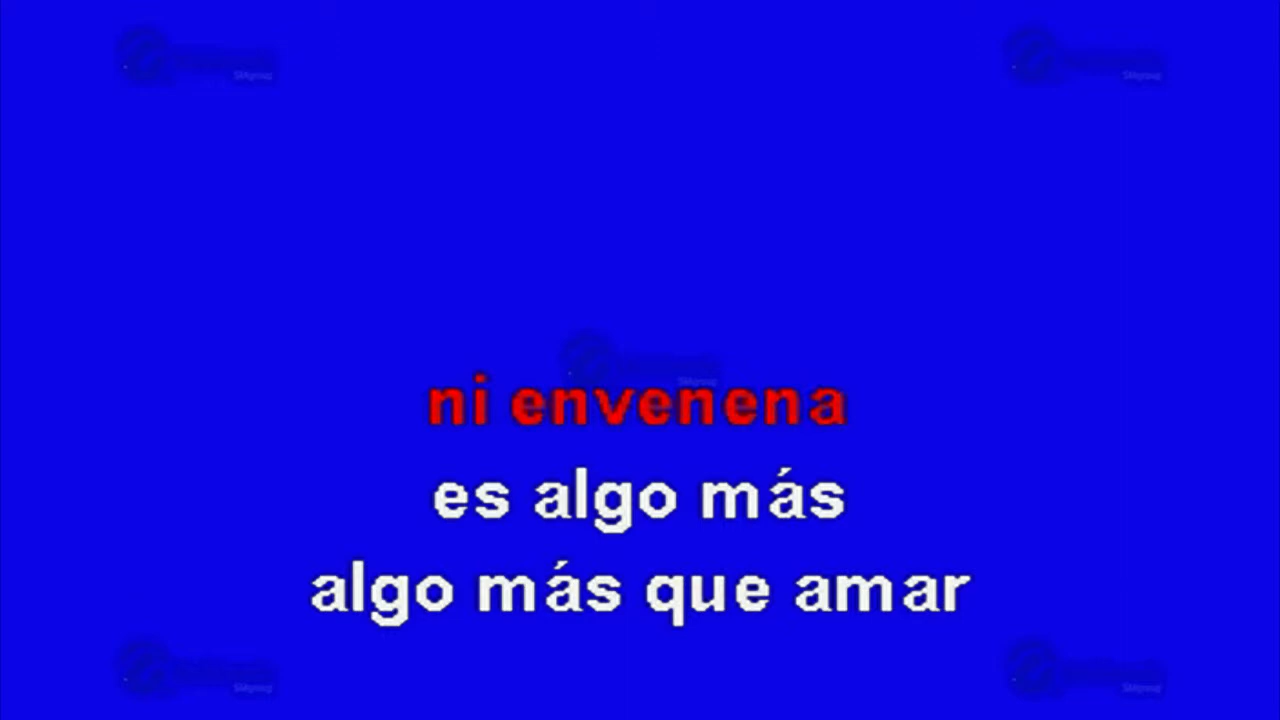 ni envenena
es algo más
algo más que amar